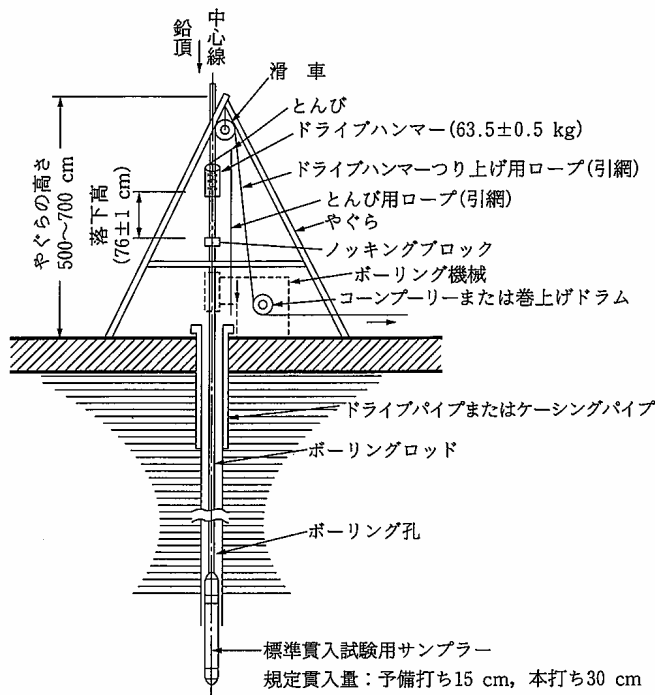 中心線
鉛頂
滑車
とんび
ドライブハンマー(63.5±0.5 kg)
ドライブハンマーつり上げ用ロープ(引網)
とんび用ロープ(引網)
やぐら
ノッキングブロック
ボーリング機械
コーンプーリーまたは巻上げドラム
やぐらの高さ
500～700 cm
落下高
(76±1 cm)
ドライブパイプまたはケーシングパイプ
ボーリングロッド
ボーリング孔
標準貫入試験用サンプラー
規定貫入量：予備打ち15 cm，本打ち30 cm